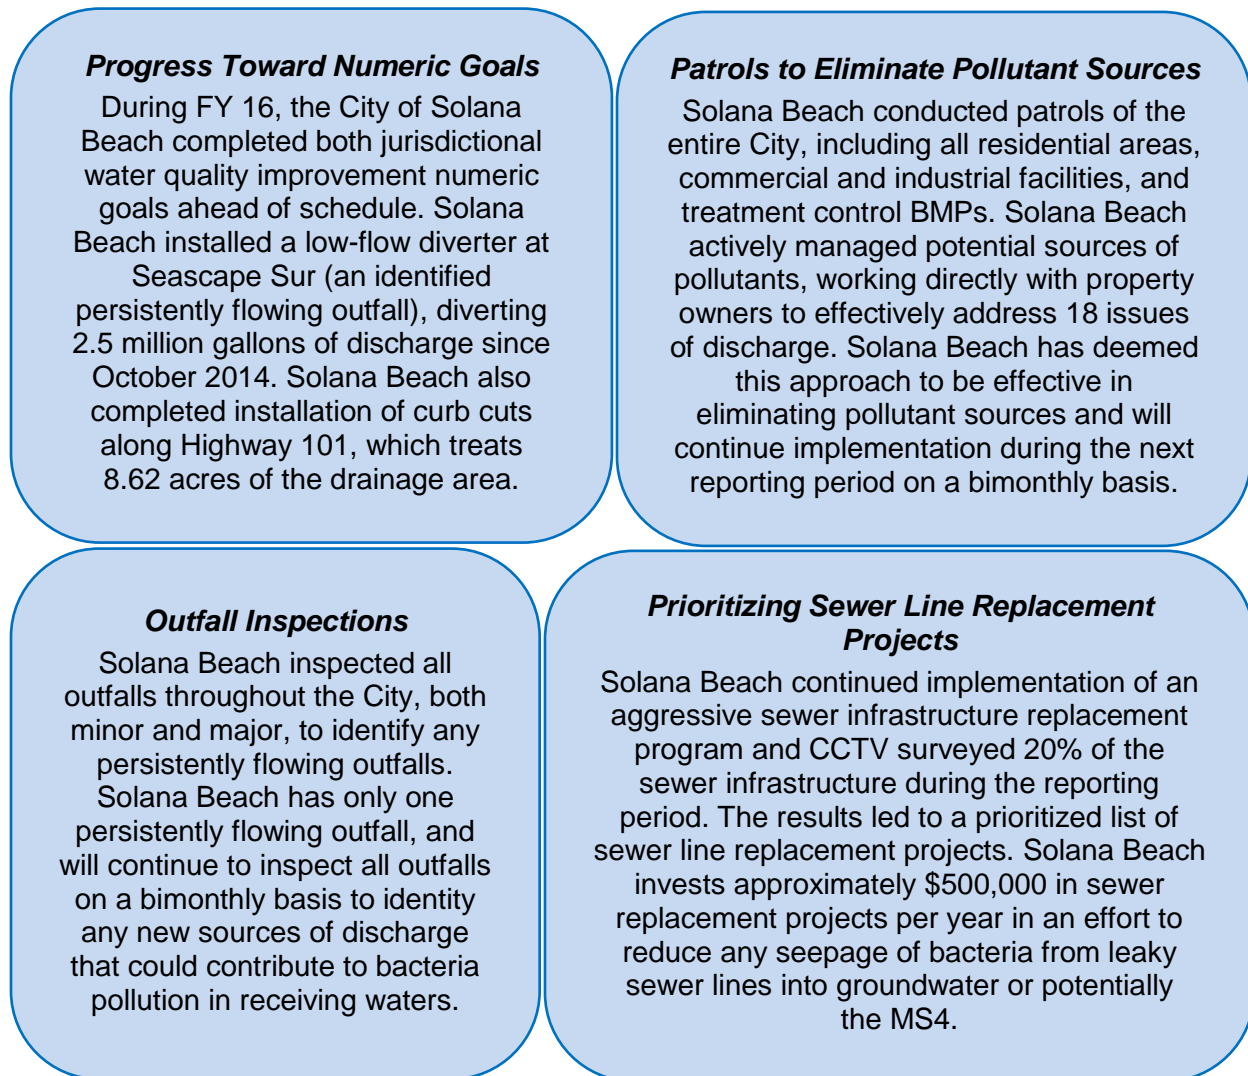 Progress Toward Numeric Goals
During FY 16, the City of Solana
Beach completed both jurisdictional
water quality improvement numeric
goals ahead of schedule. Solana
Beach installed a low-flow diverter at
Seascape Sur (an identified
persistently flowing outfall), diverting
2.5 million gallons of discharge since
October 2014. Solana Beach also
completed installation of curb cuts
along Highway 101, which treats
8.62 acres of the drainage area.
Patrols to Eliminate Pollutant Sources
Solana Beach conducted patrols of the
entire City, including all residential areas,
commercial and industrial facilities, and
treatment control BMPs. Solana Beach
actively managed potential sources of
pollutants, working directly with property
owners to effectively address 18 issues
of discharge. Solana Beach has deemed
this approach to be effective in
eliminating pollutant sources and will
continue implementation during the next
reporting period on a bimonthly basis.
Outfall Inspections
Solana Beach inspected all
outfalls throughout the City, both
minor and major, to identify any
persistently flowing outfalls.
Solana Beach has only one
persistently flowing outfall, and
will continue to inspect all outfalls
on a bimonthly basis to identity
any new sources of discharge
that could contribute to bacteria
pollution in receiving waters.
Prioritizing Sewer Line Replacement
Projects
Solana Beach continued implementation of an
aggressive sewer infrastructure replacement
program and CCTV surveyed 20% of the
sewer infrastructure during the reporting
period. The results led to a prioritized list of
sewer line replacement projects. Solana Beach
invests approximately $500,000 in sewer
replacement projects per year in an effort to
reduce any seepage of bacteria from leaky
sewer lines into groundwater or potentially
the MS4.